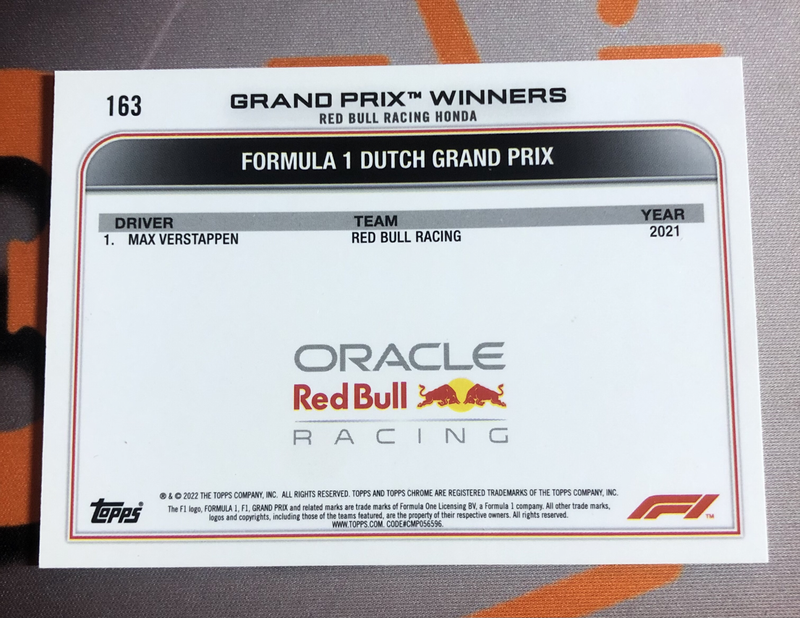 163
GRAND PRIX™ WINNERS
RED BULL RACING HONDA
FORMULA 1 DUTCH GRAND PRIX
DRIVER TEAM YEAR
1. MAX VERSTAPPEN RED BULL RACING 2021
ORACLE
Red Bull
RACING
® & © 2022 THE TOPPS COMPANY, INC. ALL RIGHTS RESERVED. TOPPS AND TOPPS CHROME ARE REGISTERED TRADEMARKS OF THE TOPPS COMPANY, INC.
The F1 logo, FORMULA 1, F1, GRAND PRIX and related marks are trade marks of Formula One Licensing BV, a Formula 1 company. All other trade marks,
logos and copyrights, including those of the teams featured, are the property of their respective owners. All rights reserved.
WWW.TOPPS.COM. CODE#CMP056596.
Topps®
F1™